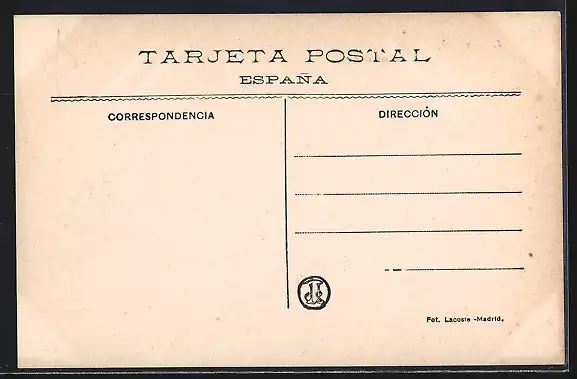 TARJETA POSTAL
ESPAÑA
CORRESPONDENCIA
DIRECCIÓN
Fot. Lacoste -Madrid.